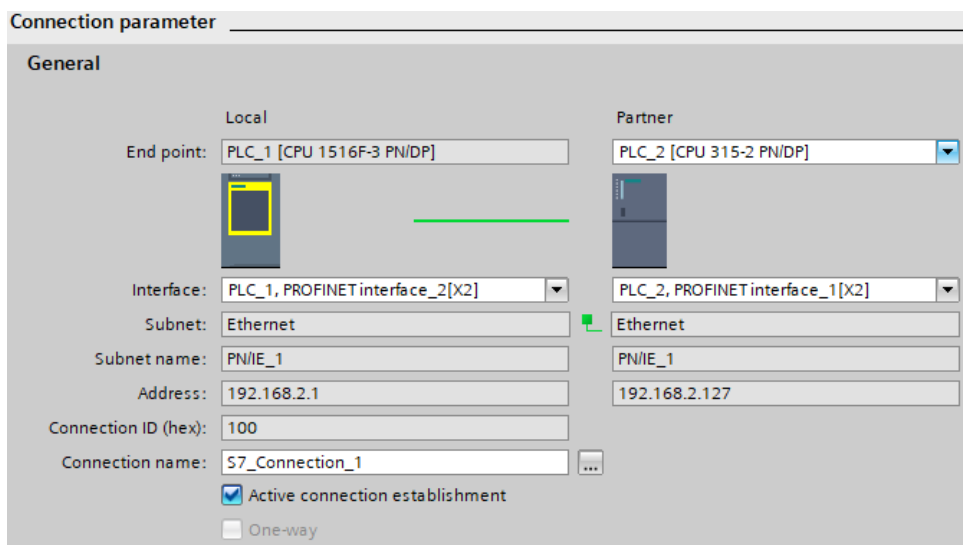 Connection parameter
General
Local Partner
End point: PLC_1 [CPU 1516F-3 PN/DP] PLC_2 [CPU 315-2 PN/DP]
Interface: PLC_1, PROFINET interface_2[X2] PLC_2, PROFINET interface_1[X2]
Subnet: Ethernet Ethernet
Subnet name: PN/IE_1 PN/IE_1
Address: 192.168.2.1 192.168.2.127
Connection ID (hex): 100
Connection name: S7_Connection_1 ...
Active connection establishment
One-way